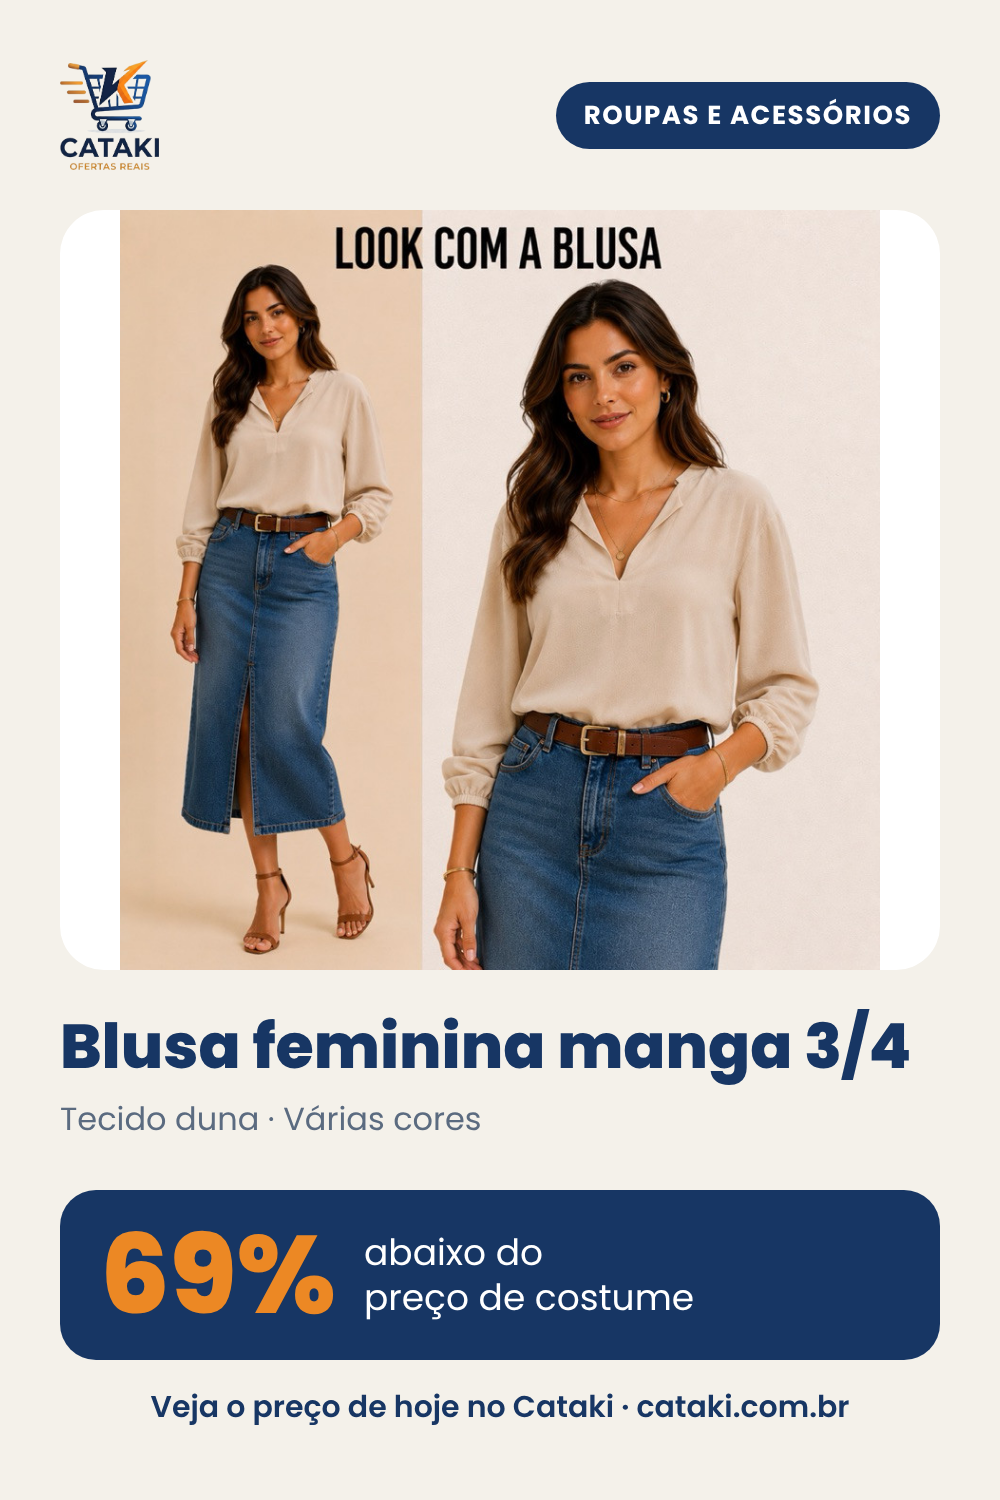 CATAKI
OFERTAS REAIS
ROUPAS E ACESSÓRIOS
LOOK COM A BLUSA
Blusa feminina manga 3/4
Tecido duna · Várias cores
69%
abaixo do
preço de costume
Veja o preço de hoje no Cataki · cataki.com.br